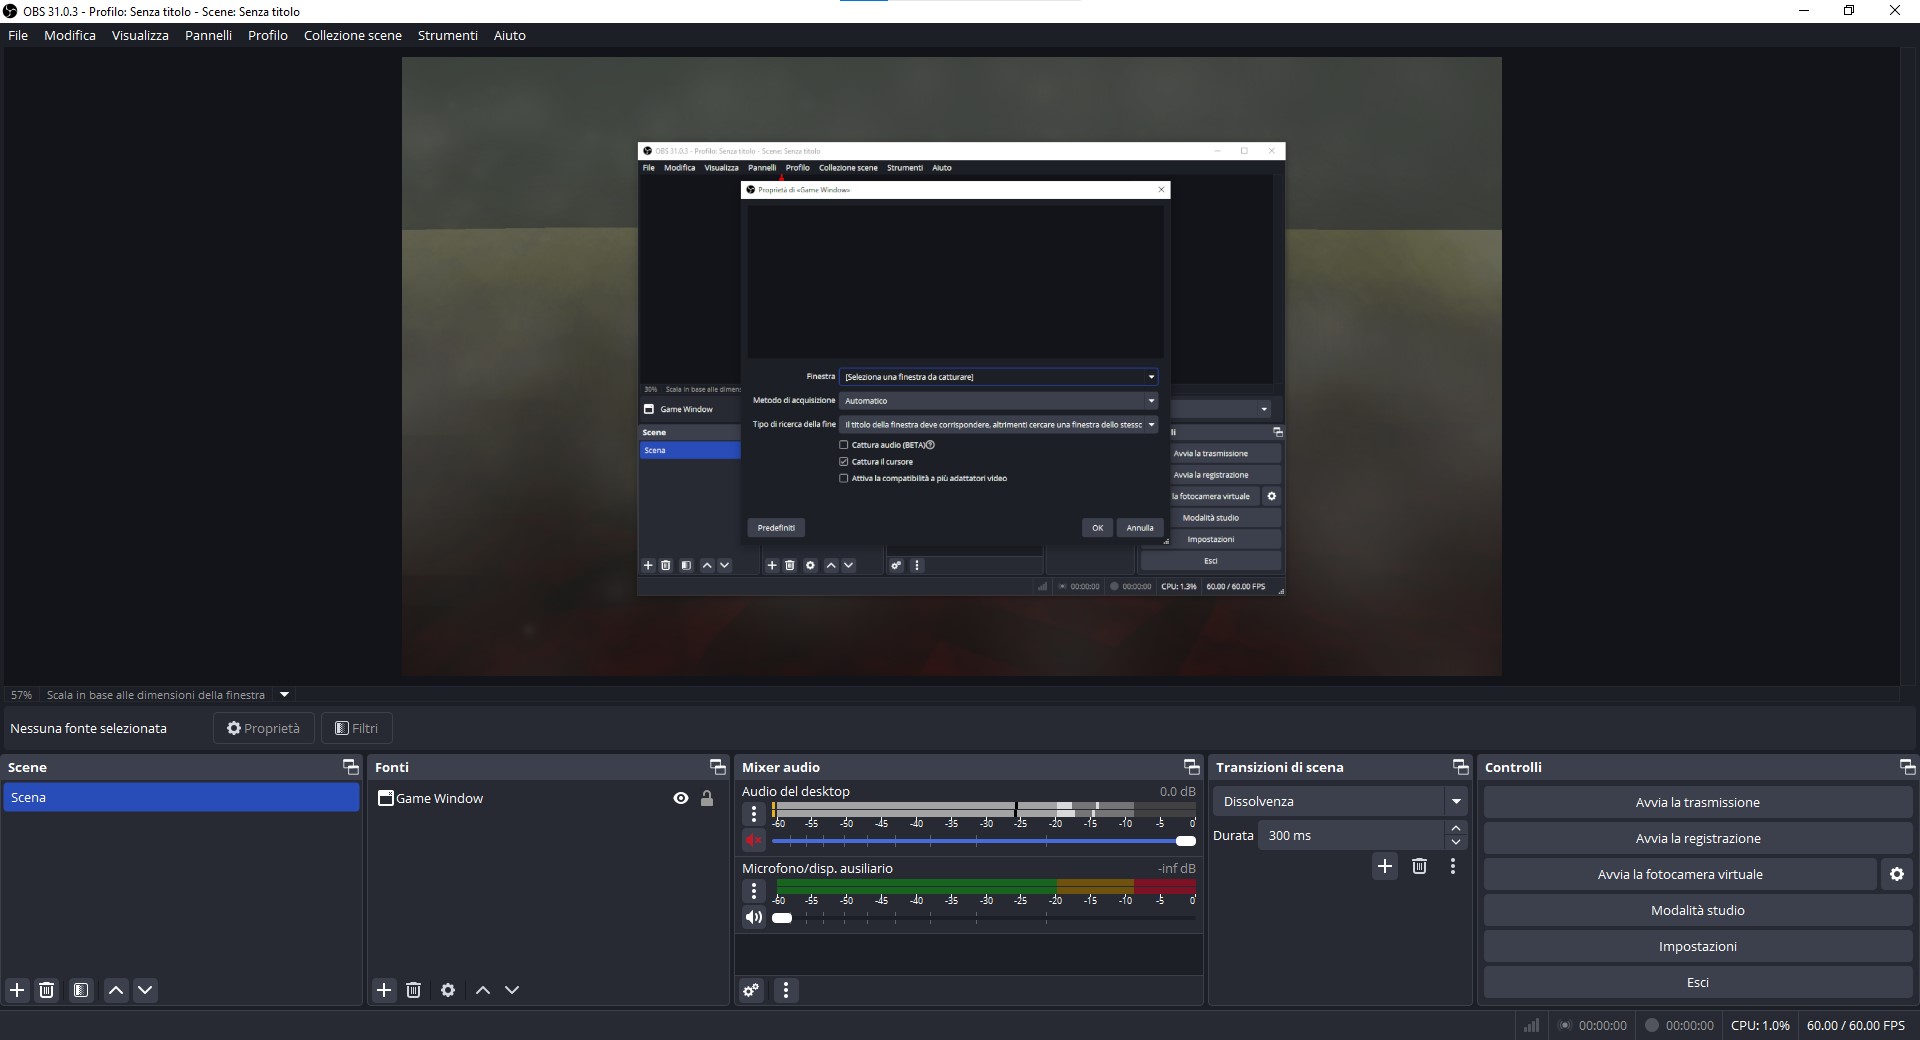 OBS 31.0.3 - Profilo: Senza titolo - Scene: Senza titolo
File Modifica Visualizza Pannelli Profilo Collezione scene Strumenti Aiuto
OBS 31.0.3 - Profilo: Senza titolo - Scene: Senza titolo
File Modifica Visualizza Pannelli Profilo Collezione scene Strumenti Aiuto
Proprietà di «Game Window»
Finestra [Seleziona una finestra da catturare]
30% Scala in base alle dimen
Metodo di acquisizione Automatico
Game Window
Tipo di ricerca della fine Il titolo della finestra deve corrispondere, altrimenti cercare una finestra dello stesso
Scene
li
Cattura audio (BETA)
Scena
Avvia la trasmissione
Cattura il cursore
Avvia la registrazione
Attiva la compatibilità a più adattatori video
la fotocamera virtuale
Modalità studio
Predefiniti OK Annulla
Impostazioni
Esci
00:00:00 00:00:00 CPU: 1.3% 60.00 / 60.00 FPS
57% Scala in base alle dimensioni della finestra
Nessuna fonte selezionata Proprietà Filtri
Scene
Scena
Fonti
Game Window
Mixer audio
Audio del desktop 0.0 dB
-60 -55 -50 -45 -40 -35 -30 -25 -20 -15 -10 -5 0
Microfono/disp. ausiliario -inf dB
-60 -55 -50 -45 -40 -35 -30 -25 -20 -15 -10 -5 0
Transizioni di scena
Dissolvenza
Durata 300 ms
Controlli
Avvia la trasmissione
Avvia la registrazione
Avvia la fotocamera virtuale
Modalità studio
Impostazioni
Esci
00:00:00 00:00:00 CPU: 1.0% 60.00 / 60.00 FPS